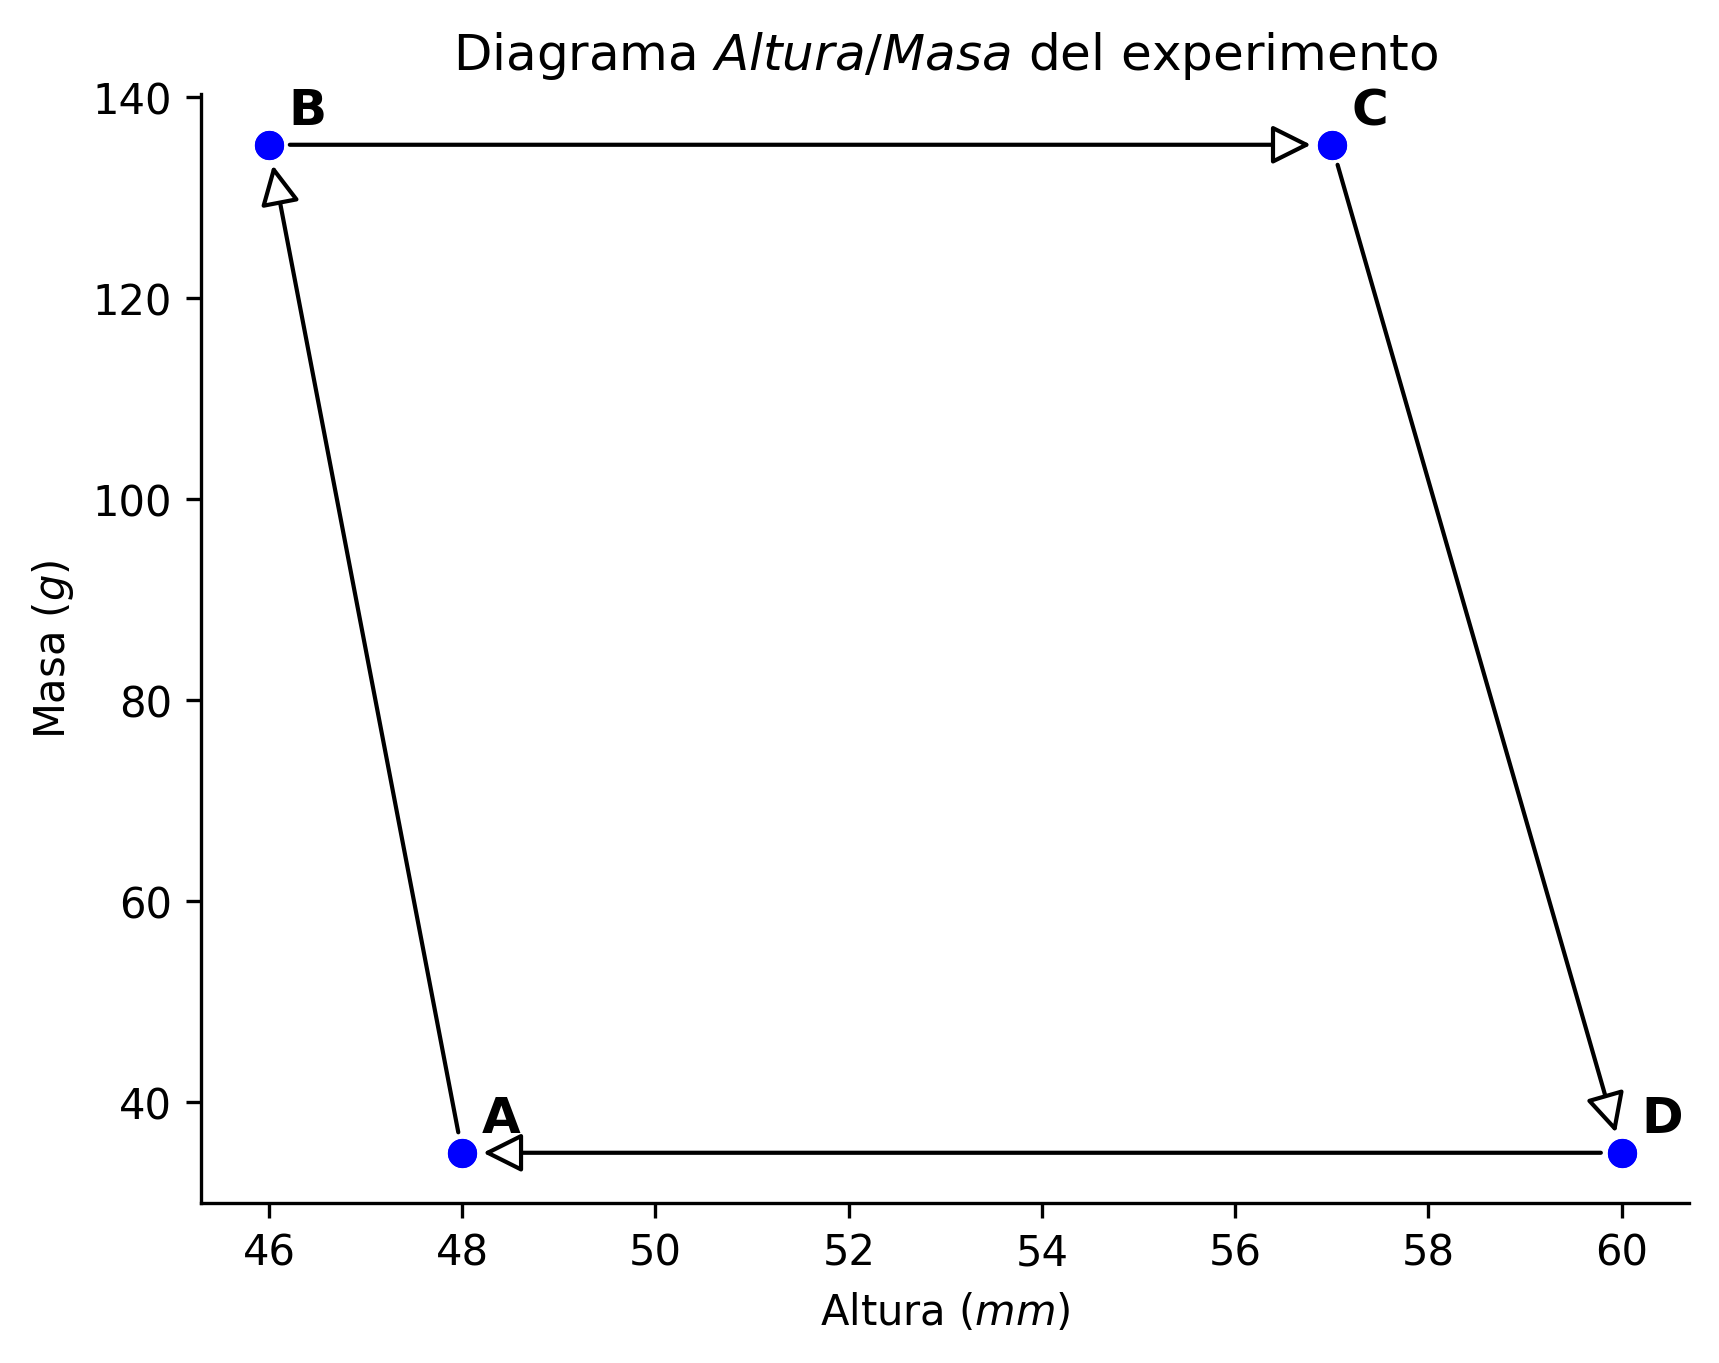 Diagrama Altura/Masa del experimento
140
B
C
120
100
80
60
40
Masa (g)
A
D
46 48 50 52 54 56 58 60
Altura (mm)